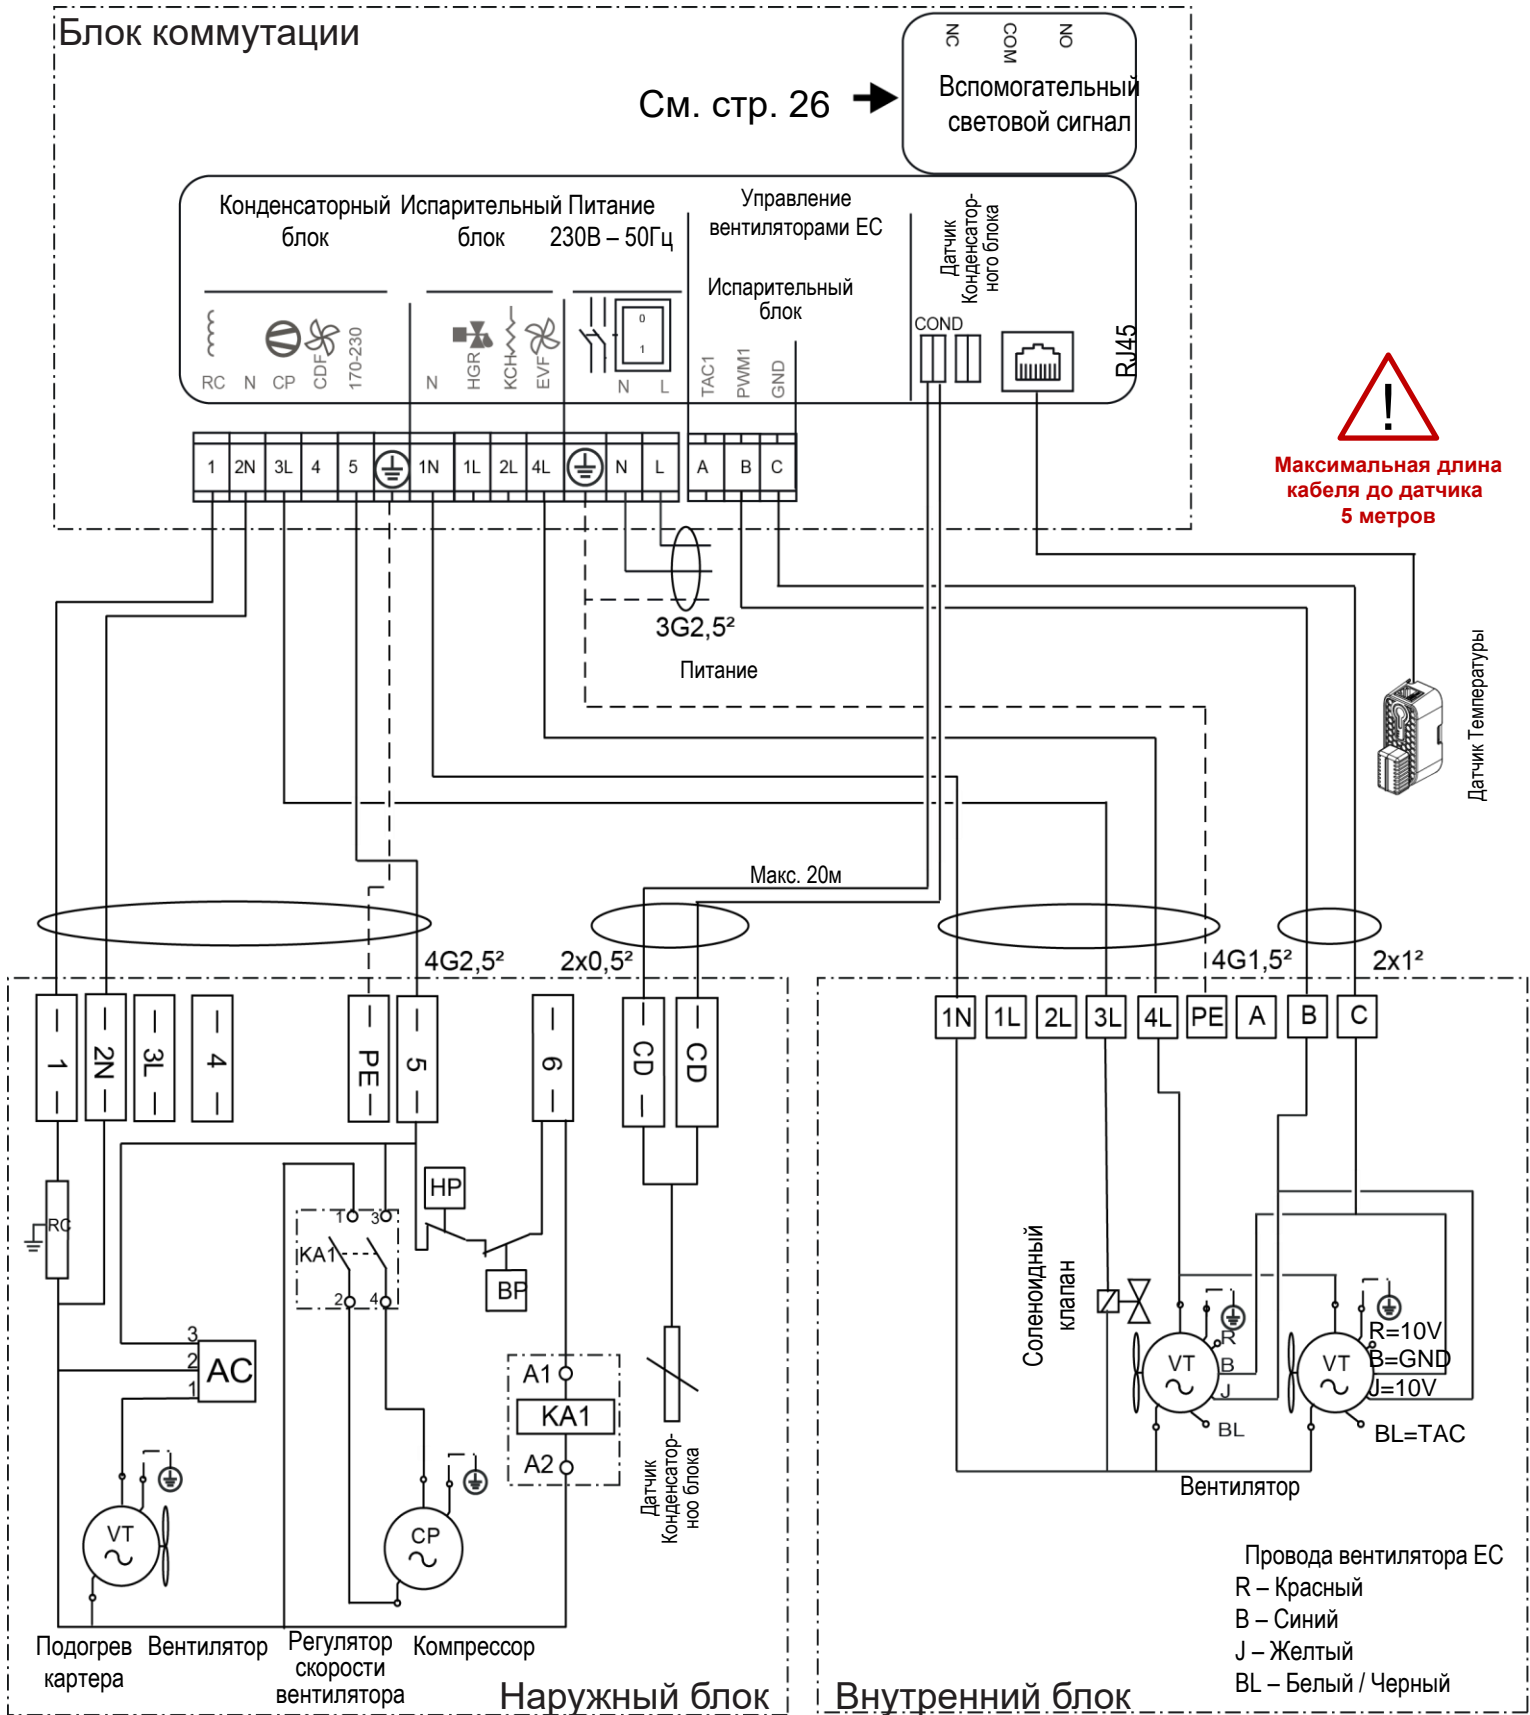 Блок коммутации
NC
COM
NO
См. стр. 26
Вспомогательный
световой сигнал
Конденсаторный
блок
Испарительный
блок
Питание
230В – 50Гц
Управление
вентиляторами ЕС
Испарительный
блок
Датчик
Конденсатор-
ного блока
COND
RJ45
RC
N
CP
CDF
170-230
N
HGR
KCH
EVF
0
1
N
L
TAC1
PWM1
GND
1
2N
3L
4
5
1N
1L
2L
4L
N
L
A
B
C
!
Максимальная длина
кабеля до датчика
5 метров
3G2,5²
Питание
Датчик Температуры
Макс. 20м
4G2,5²
2x0,5²
4G1,5²
2x1²
1
2N
3L
4
PE
5
6
CD
CD
1N
1L
2L
3L
4L
PE
A
B
C
HP
BP
RC
KA1
1
3
2
4
3
2
1
AC
A1
KA1
A2
VT
CP
Датчик
Конденсатор-
ноо блока
Соленоидный
клапан
VT
R
B
J
BL
VT
R=10V
B=GND
J=10V
BL=TAC
Вентилятор
Провода вентилятора ЕС
R – Красный
B – Синий
J – Желтый
BL – Белый / Черный
Подогрев
картера
Вентилятор
Регулятор
скорости
вентилятора
Компрессор
Наружный блок
Внутренний блок